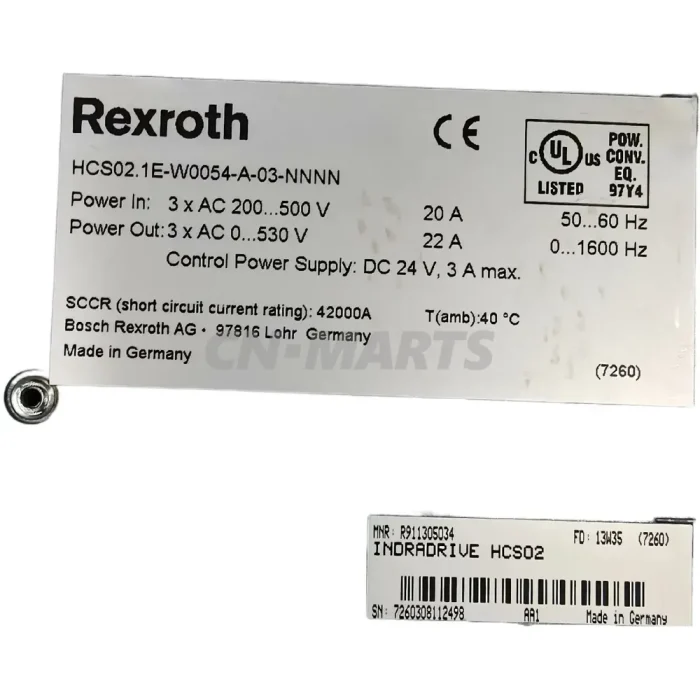 Rexroth
CE
HCS02.1E-W0054-A-03-NNNN
C UL US
LISTED
POW.
CONV.
EQ.
97Y4
Power In: 3 x AC 200...500 V 20 A 50...60 Hz
Power Out: 3 x AC 0...530 V 22 A 0...1600 Hz
Control Power Supply: DC 24 V, 3 A max.
SCCR (short circuit current rating): 42000A T(amb):40 °C
Bosch Rexroth AG • 97816 Lohr Germany
CN-MARTS
Made in Germany
(7260)
MNR: R911305034 FD: 13W35 (7260)
INDRADRIVE HCS02
SN: 7260308112498 AA1 Made in Germany